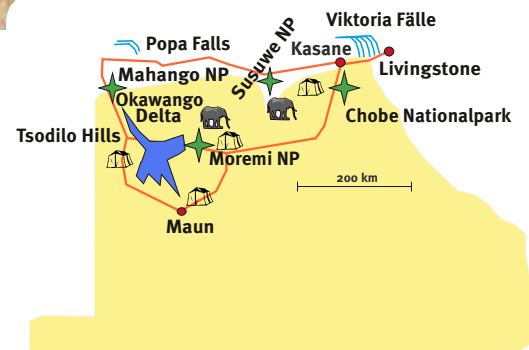 Viktoria Fälle
Popa Falls
Susuwe NP
Kasane
Livingstone
Mahango NP
Okawango
Delta
Chobe Nationalpark
Tsodilo Hills
Moremi NP
200 km
Maun